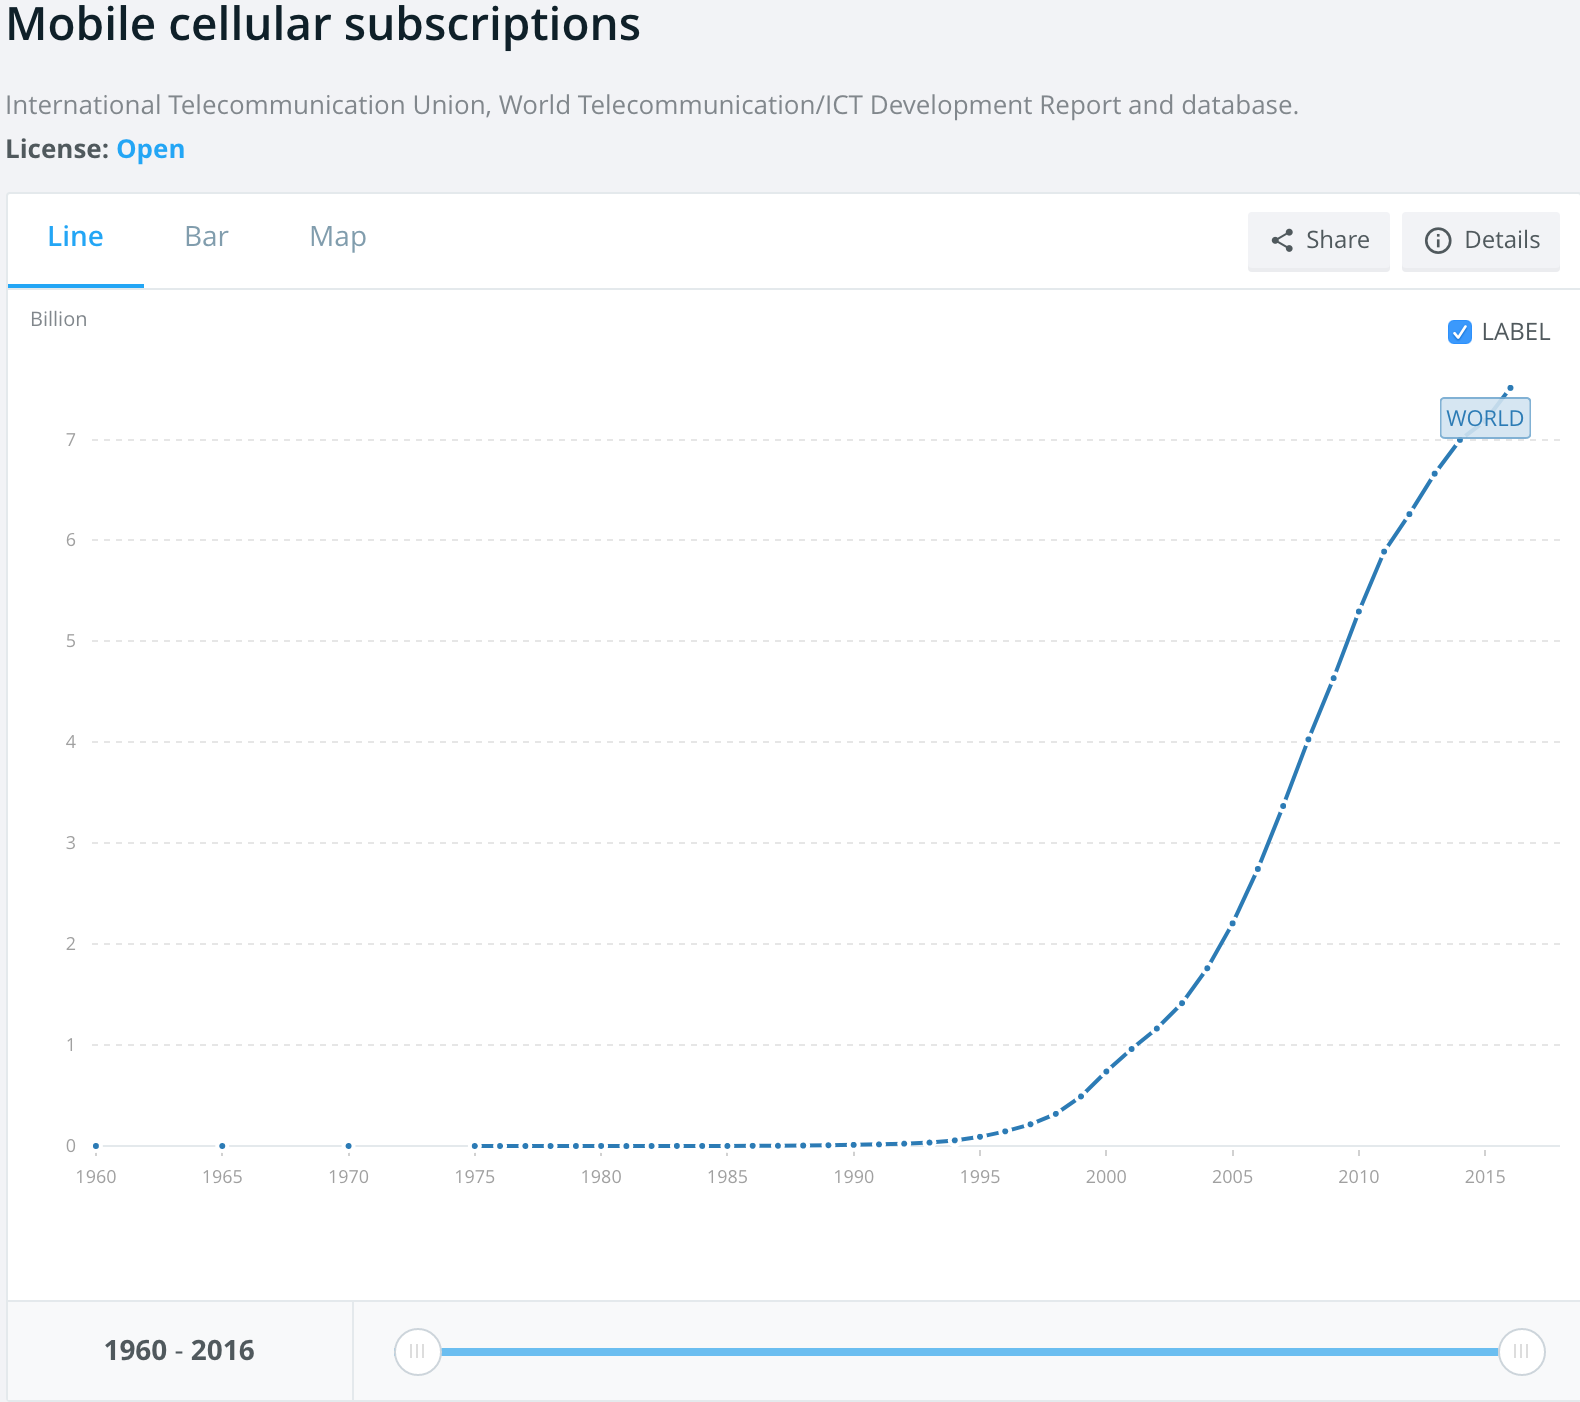 Mobile cellular subscriptions
International Telecommunication Union, World Telecommunication/ICT Development Report and database.
License: Open
Line Bar Map Share Details
Billion
LABEL
WORLD
7
6
5
4
3
2
1
0
1960 1965 1970 1975 1980 1985 1990 1995 2000 2005 2010 2015
1960 - 2016